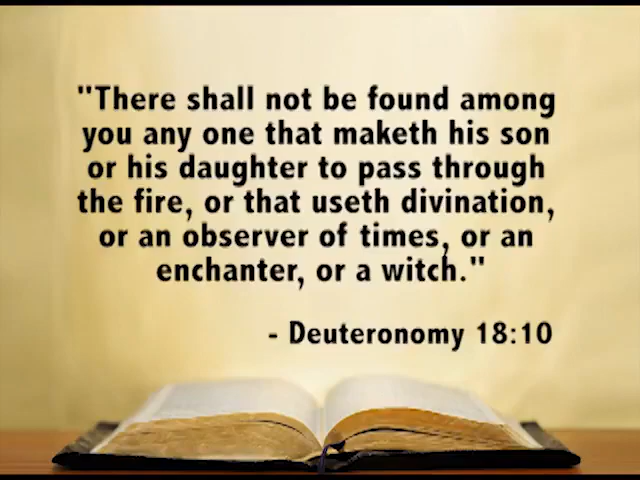 "There shall not be found among
you any one that maketh his son
or his daughter to pass through
the fire, or that useth divination,
or an observer of times, or an
enchanter, or a witch."
- Deuteronomy 18:10